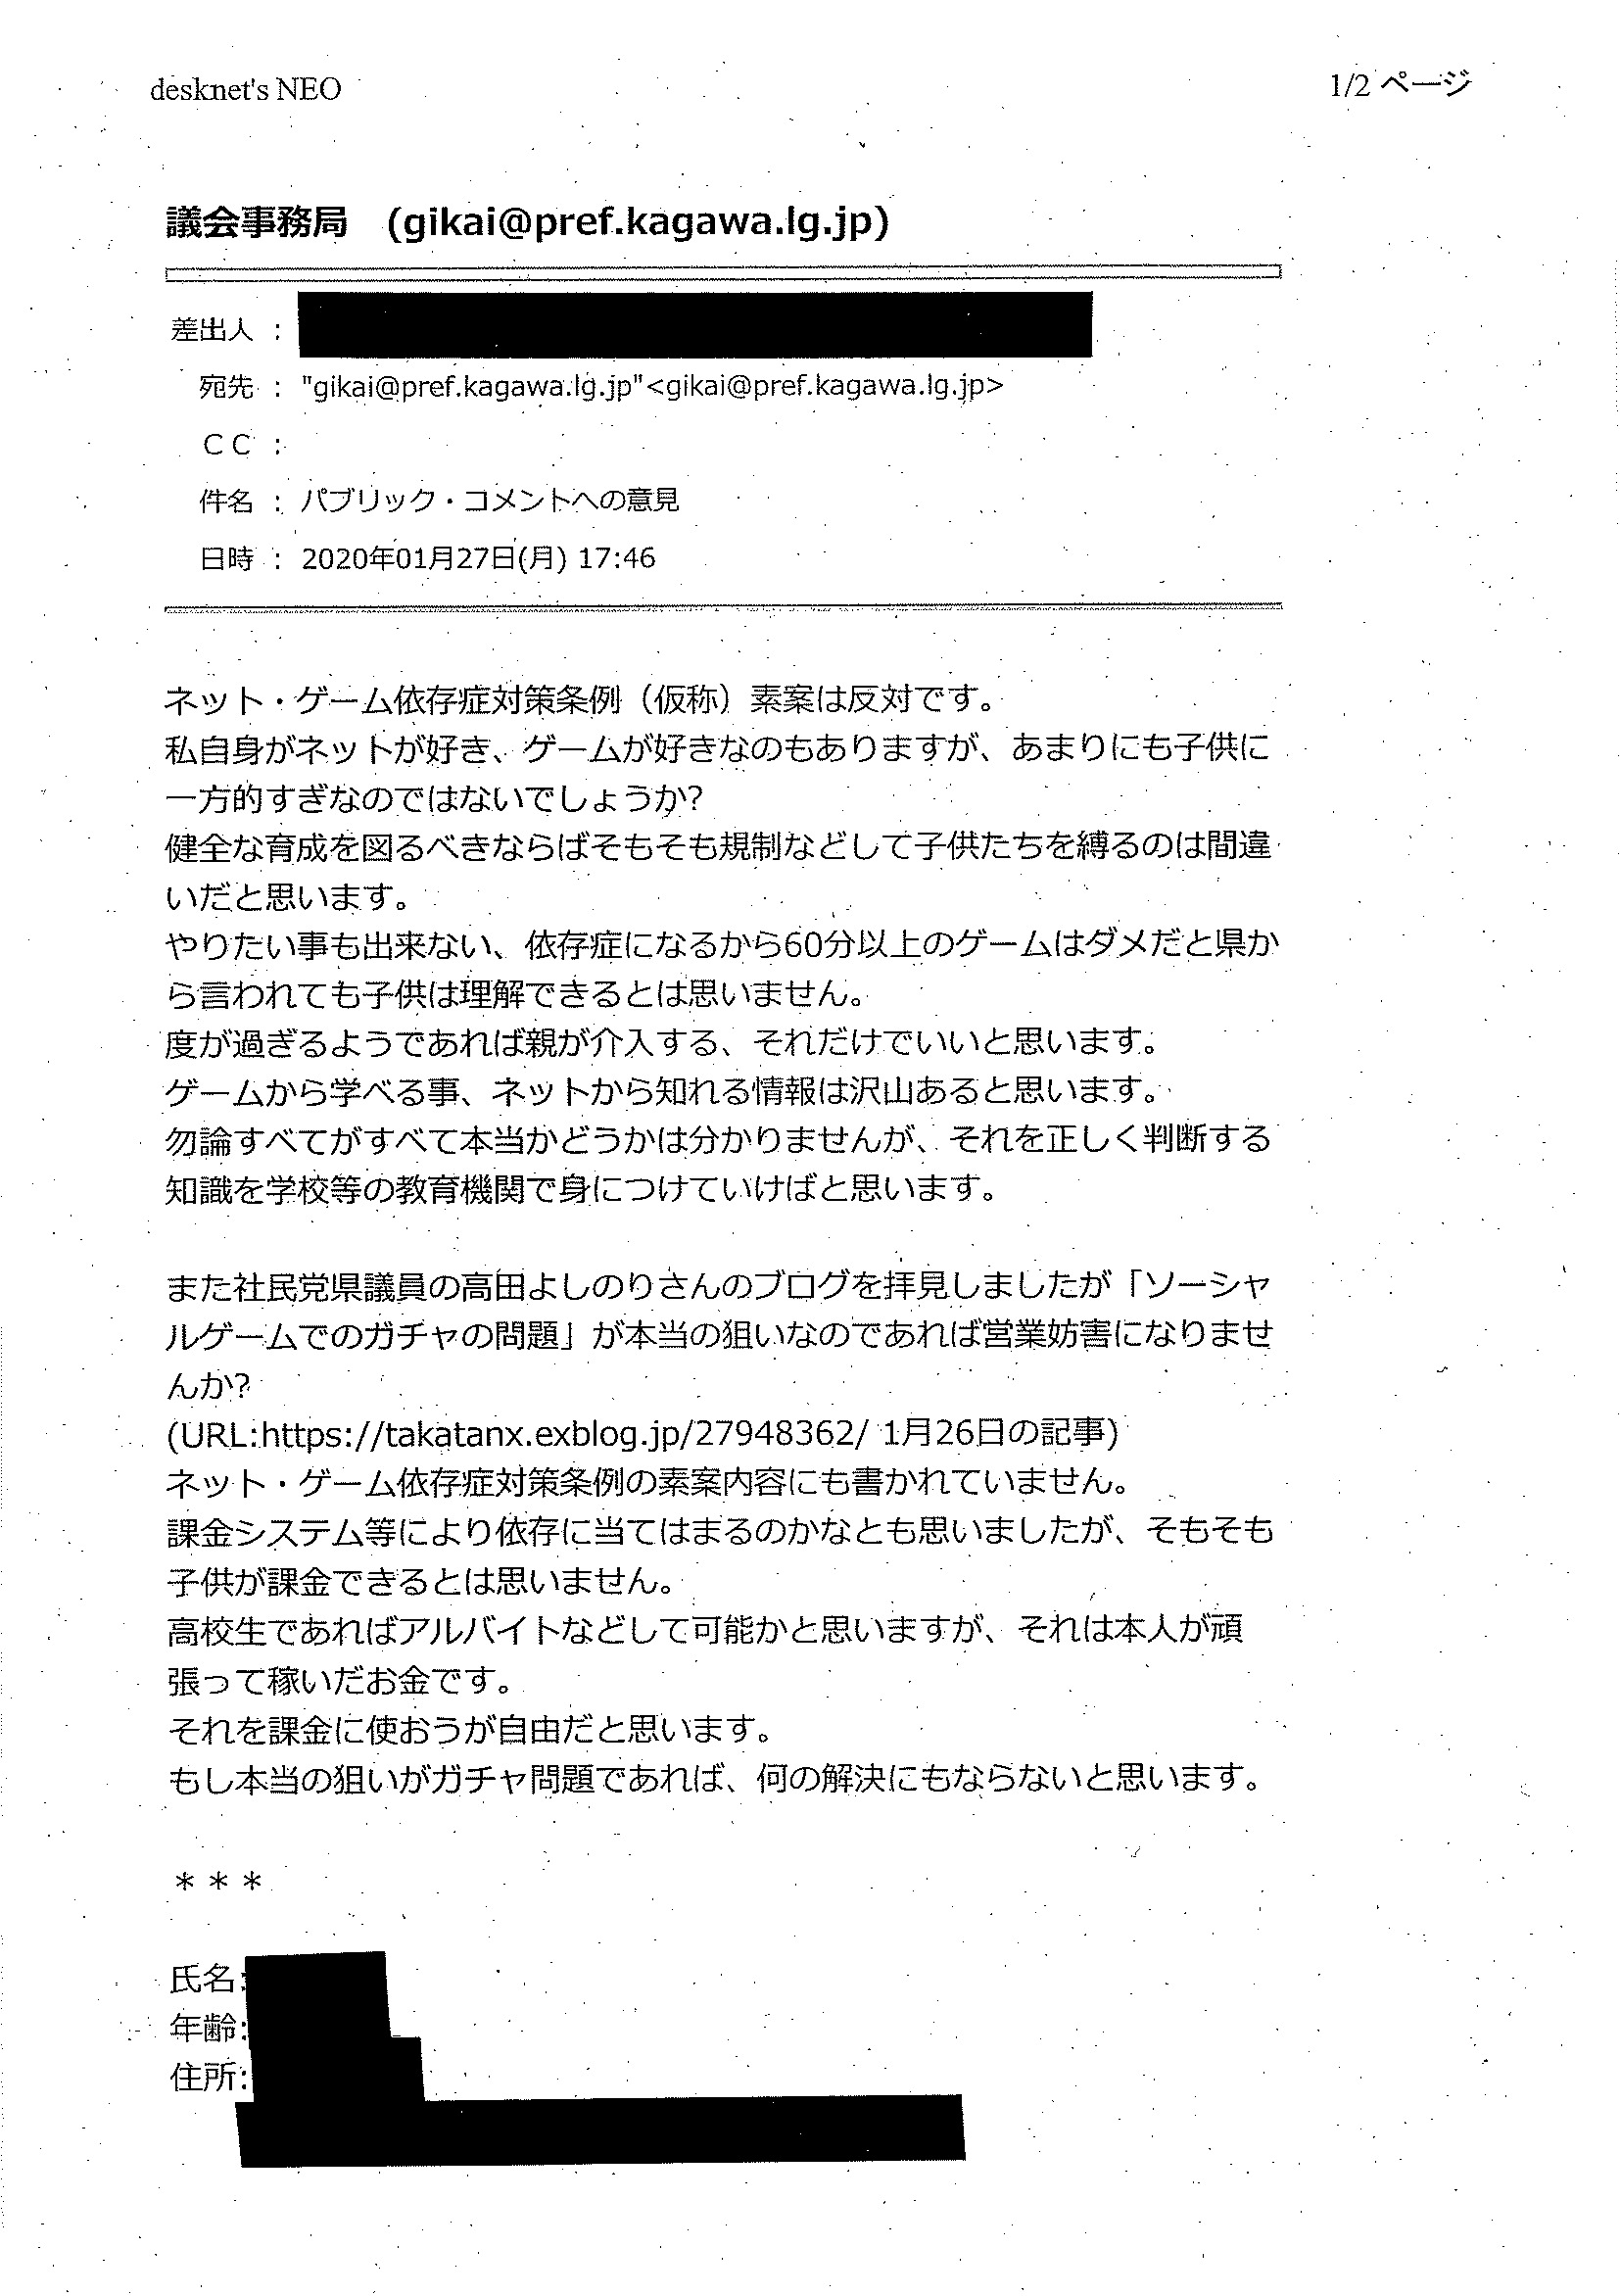 desknet's NEO
1/2 ページ
議会事務局 (gikai@pref.kagawa.lg.jp)
差出人 :
宛先 : "gikai@pref.kagawa.lg.jp"<gikai@pref.kagawa.lg.jp>
CC :
件名 : パブリック・コメントへの意見
日時 : 2020年01月27日(月) 17:46
ネット・ゲーム依存症対策条例（仮称）素案は反対です。
私自身がネットが好き、ゲームが好きなのもありますが、あまりにも子供に
一方的すぎなのではないでしょうか?
健全な育成を図るべきならばそもそも規制などして子供たちを縛るのは間違
いだと思います。
やりたい事も出来ない、依存症になるから60分以上のゲームはダメだと県か
ら言われても子供は理解できるとは思いません。
度が過ぎるようであれば親が介入する、それだけでいいと思います。
ゲームから学べる事、ネットから知れる情報は沢山あると思います。
勿論すべてがすべて本当かどうかは分かりませんが、それを正しく判断する
知識を学校等の教育機関で身につけていけばと思います。
また社民党県議員の高田よしのりさんのブログを拝見しましたが「ソーシャ
ルゲームでのガチャの問題」が本当の狙いなのであれば営業妨害になりませ
んか?
(URL:https://takatanx.exblog.jp/27948362/ 1月26日の記事)
ネット・ゲーム依存症対策条例の素案内容にも書かれていません。
課金システム等により依存に当てはまるのかなとも思いましたが、そもそも
子供が課金できるとは思いません。
高校生であればアルバイトなどして可能かと思いますが、それは本人が頑
張って稼いだお金です。
それを課金に使おうが自由だと思います。
もし本当の狙いがガチャ問題であれば、何の解決にもならないと思います。
＊＊＊
氏名:
年齢:
住所: